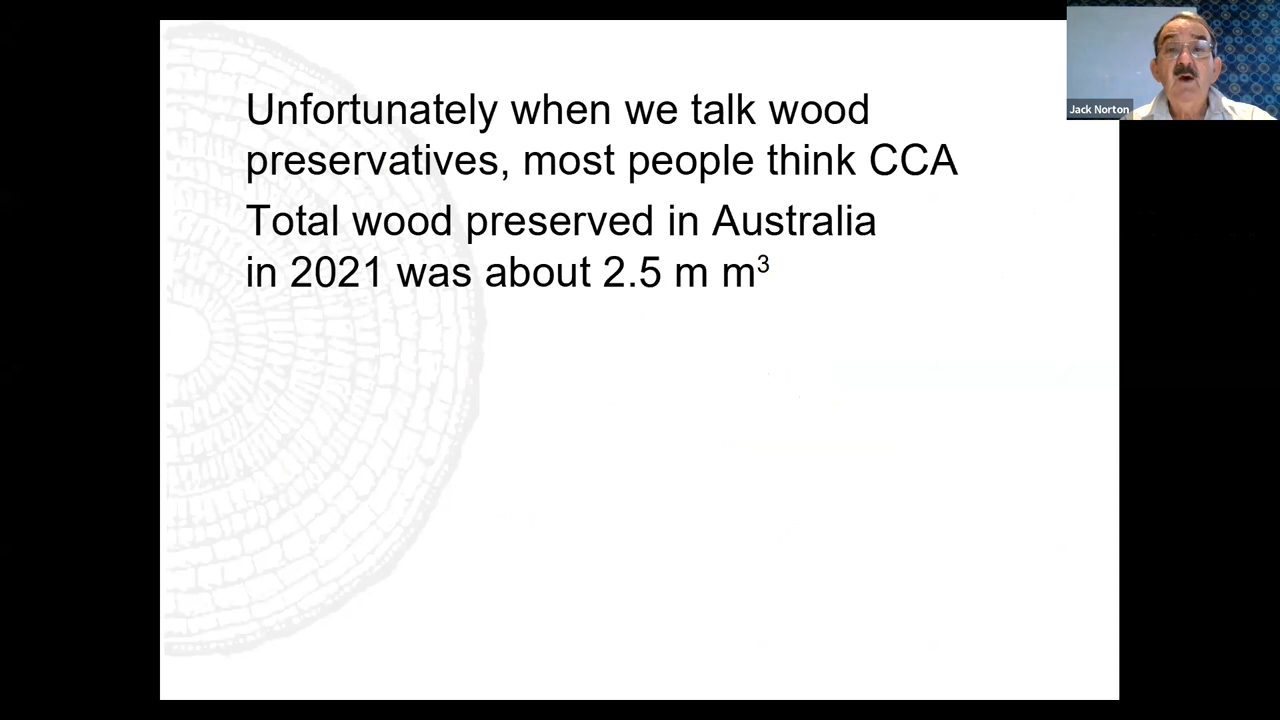 Unfortunately when we talk wood
preservatives, most people think CCA
Total wood preserved in Australia
in 2021 was about 2.5 m m³
Jack Norton